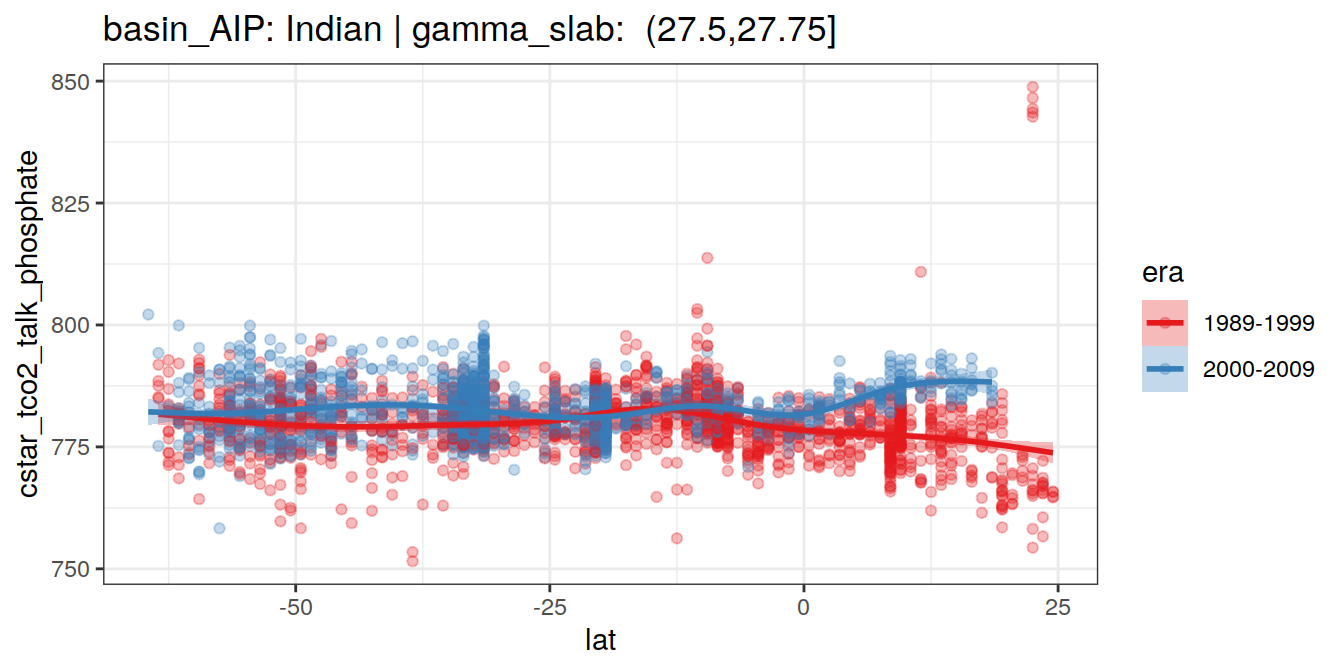 basin_AIP: Indian | gamma_slab:  (27.5,27.75]
cstar_tco2_talk_phosphate
850
825
800
775
750
-50
-25
0
25
lat
era
1989-1999
2000-2009